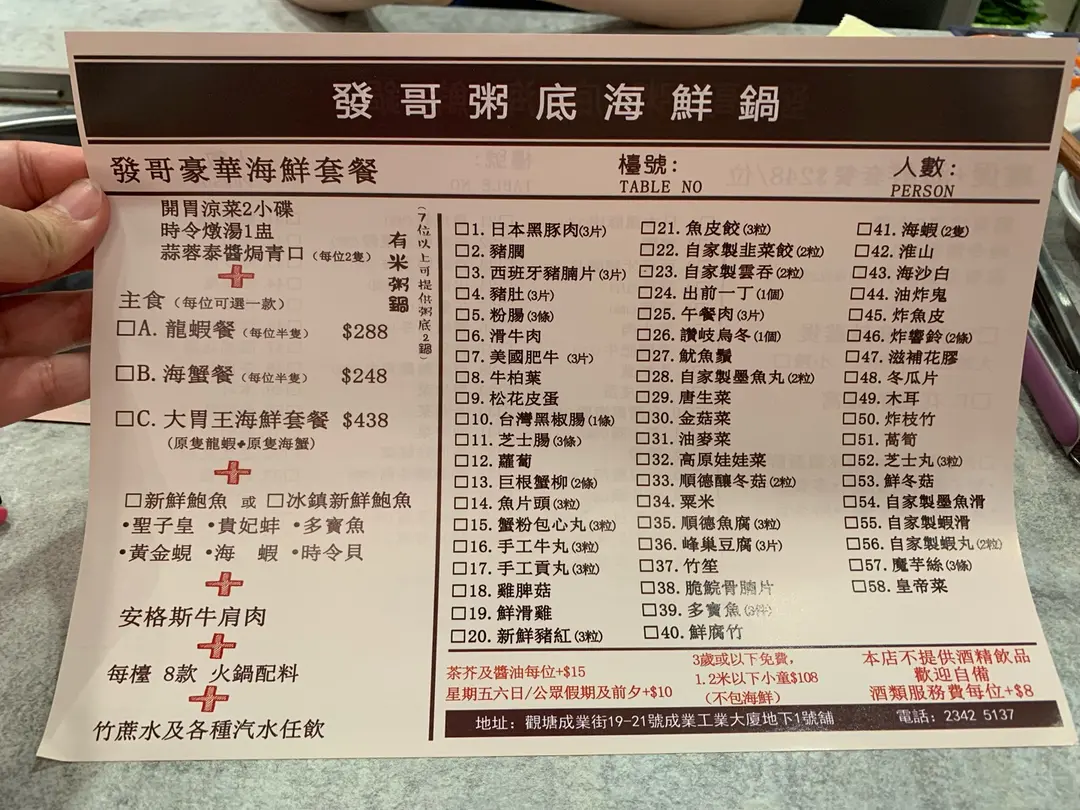 發哥粥底海鮮鍋
發哥豪華海鮮套餐
檯號:
TABLE NO
人數:
PERSON
開胃涼菜2小碟
時令燉湯1盅
蒜蓉泰醬焗青口(每位2隻)
主食(每位可選一款)
A. 龍蝦餐(每位半隻) $288
B. 海蟹餐(每位半隻) $248
C. 大胃王海鮮套餐 $438
(原隻龍蝦+原隻海蟹)
新鮮鮑魚 或 冰鎮新鮮鮑魚
•聖子皇 •貴妃蚌 •多寶魚
•黃金蜆 •海 蝦 •時令貝
安格斯牛肩肉
每檯 8款 火鍋配料
竹蔗水及各種汽水任飲
有米粥鍋
(7位以上可提供粥底2鍋)
1. 日本黑豚肉(3片)
2. 豬膶
3. 西班牙豬腩片(3片)
4. 豬肚(3片)
5. 粉腸(3條)
6. 滑牛肉
7. 美國肥牛(3片)
8. 牛柏葉
9. 松花皮蛋
10. 台灣黑椒腸(1條)
11. 芝士腸(3條)
12. 蘿蔔
13. 巨根蟹柳(2條)
14. 魚片頭(3粒)
15. 蟹粉包心丸(3粒)
16. 手工牛丸(3粒)
17. 手工貢丸(3粒)
18. 雞脾菇
19. 鮮滑雞
20. 新鮮豬紅(3粒)
21. 魚皮餃(3粒)
22. 自家製韭菜餃(2粒)
23. 自家製雲吞(2粒)
24. 出前一丁(1個)
25. 午餐肉(3片)
26. 讚岐烏冬(1個)
27. 魷魚鬚
28. 自家製墨魚丸(2粒)
29. 唐生菜
30. 金菇菜
31. 油麥菜
32. 高原娃娃菜
33. 順德釀冬菇(2粒)
34. 粟米
35. 順德魚腐(3粒)
36. 峰巢豆腐(3片)
37. 竹笙
38. 脆鯇骨腩片
39. 多寶魚(3件)
40. 鮮腐竹
41. 海蝦(2隻)
42. 淮山
43. 海沙白
44. 油炸鬼
45. 炸魚皮
46. 炸響鈴(2條)
47. 滋補花膠
48. 冬瓜片
49. 木耳
50. 炸枝竹
51. 萵筍
52. 芝士丸(3粒)
53. 鮮冬菇
54. 自家製墨魚滑
55. 自家製蝦滑
56. 自家製蝦丸(2粒)
57. 魔芋絲(3條)
58. 皇帝菜
茶芥及醬油每位+$15
星期五六日/公眾假期及前夕+$10
3歲或以下免費,
1.2米以下小童$108
(不包海鮮)
本店不提供酒精飲品
歡迎自備
酒類服務費每位+$8
地址: 觀塘成業街19-21號成業工業大廈地下1號舖
電話: 2342 5137